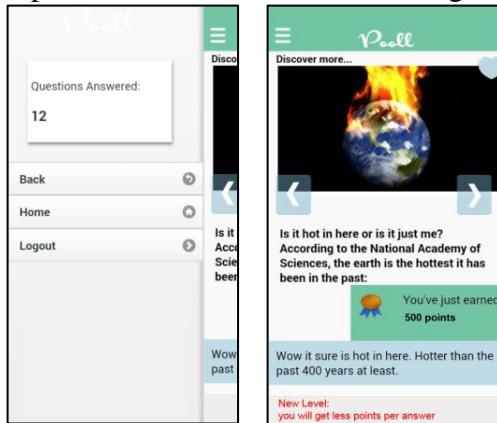 Pooll
Questions Answered:
12
Back
Home
Logout
Disco
Is it
Acco
Scie
beer
Wow
past
Pooll
Discover more...
Is it hot in here or is it just me?
According to the National Academy of
Sciences, the earth is the hottest it has
been in the past:
You've just earned
500 points
Wow it sure is hot in here. Hotter than the
past 400 years at least.
New Level:
you will get less points per answer